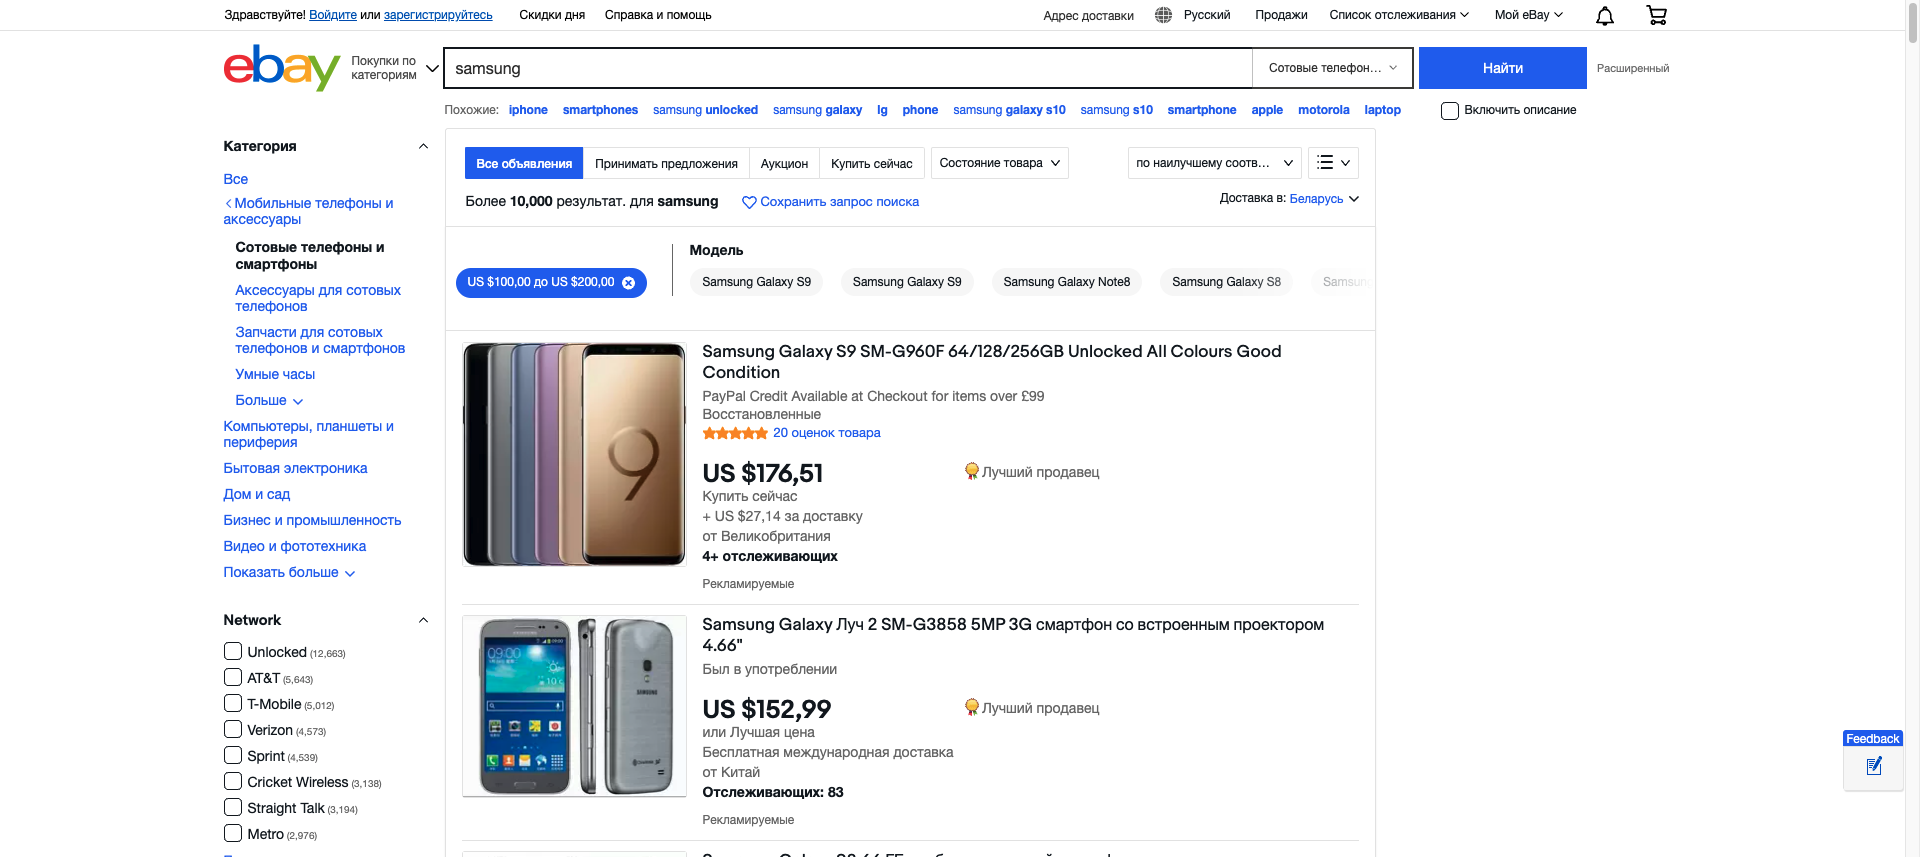 Здравствуйте! Войдите или зарегистрируйтесь Скидки дня Справка и помощь Адрес доставки Русский Продажи Список отслеживания Мой eBay
ebay Покупки по категориям samsung Сотовые телефон... Найти Расширенный
Похожие: iphone smartphones samsung unlocked samsung galaxy lg phone samsung galaxy s10 samsung s10 smartphone apple motorola laptop Включить описание
Категория
Все
Мобильные телефоны и
аксессуары
Сотовые телефоны и
смартфоны
Аксессуары для сотовых
телефонов
Запчасти для сотовых
телефонов и смартфонов
Умные часы
Больше
Компьютеры, планшеты и
периферия
Бытовая электроника
Дом и сад
Бизнес и промышленность
Видео и фототехника
Показать больше
Network
Unlocked (12,663)
AT&T (5,643)
T-Mobile (5,012)
Verizon (4,573)
Sprint (4,539)
Cricket Wireless (3,138)
Straight Talk (3,194)
Metro (2,976)
Все объявления Принимать предложения Аукцион Купить сейчас Состояние товара по наилучшему соотв...
Более 10,000 результат. для samsung Сохранить запрос поиска Доставка в: Беларусь
Модель
US $100,00 до US $200,00 Samsung Galaxy S9 Samsung Galaxy S9 Samsung Galaxy Note8 Samsung Galaxy S8
Samsung Galaxy S9 SM-G960F 64/128/256GB Unlocked All Colours Good
Condition
PayPal Credit Available at Checkout for items over £99
Восстановленные
20 оценок товара
US $176,51 Лучший продавец
Купить сейчас
+ US $27,14 за доставку
от Великобритания
4+ отслеживающих
Рекламируемые
Samsung Galaxy Луч 2 SM-G3858 5MP 3G смартфон со встроенным проектором
4.66"
Был в употреблении
US $152,99 Лучший продавец
или Лучшая цена
Бесплатная международная доставка
от Китай
Отслеживающих: 83
Рекламируемые
Feedback